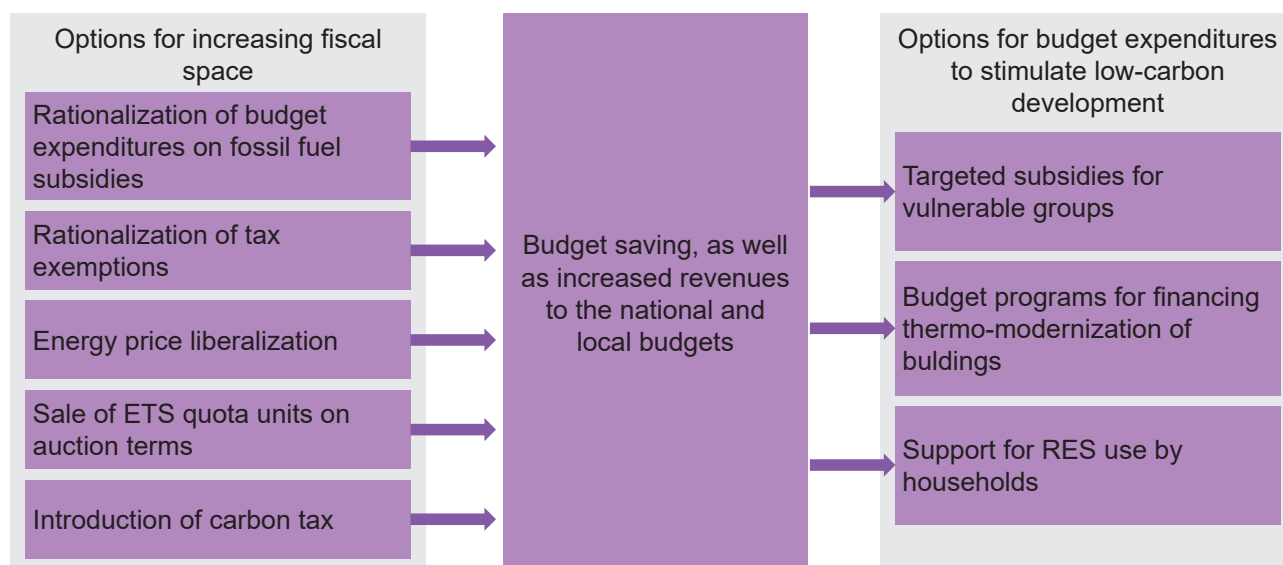 Options for increasing fiscal
space
Rationalization of budget
expenditures on fossil fuel
subsidies
Rationalization of tax
exemptions
Energy price liberalization
Sale of ETS quota units on
auction terms
Introduction of carbon tax
Budget saving, as well
as increased revenues
to the national and
local budgets
Options for budget expenditures
to stimulate low-carbon
development
Targeted subsidies for
vulnerable groups
Budget programs for financing
thermo-modernization of
buldings
Support for RES use by
households